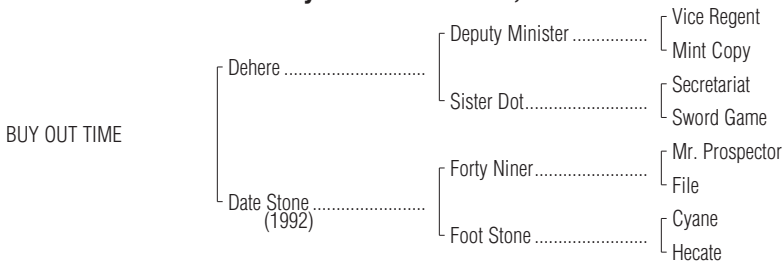 Vice Regent
Deputy Minister ................
Mint Copy
Dehere .............................
Secretariat
Sister Dot.........................
Sword Game
BUY OUT TIME
Mr. Prospector
Forty Niner.......................
File
Date Stone .......................
(1992)
Cyane
Foot Stone .......................
Hecate